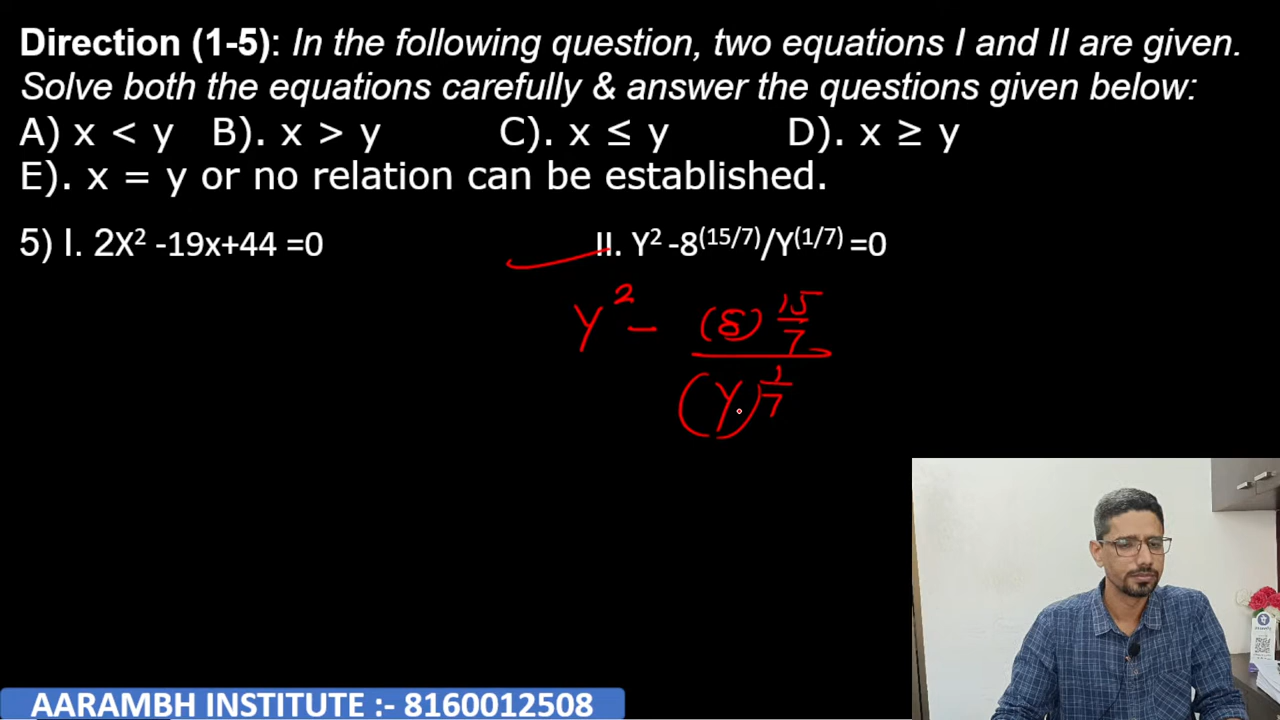 Direction (1-5): In the following question, two equations I and II are given.
Solve both the equations carefully & answer the questions given below:
A) x < y B). x > y C). x ≤ y D). x ≥ y
E). x = y or no relation can be established.
5) I. 2X² -19x+44 =0 II. Y² -8^(15/7)/Y^(1/7) =0
y² - (8)^15/7 / (y)^1/7
AARAMBH INSTITUTE :- 8160012508